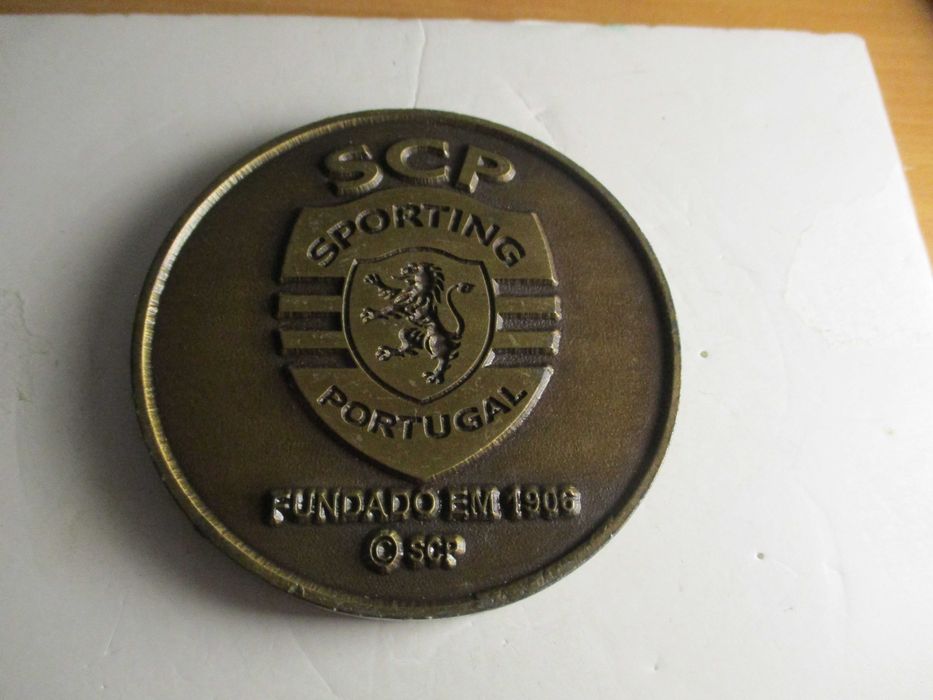 SCP
SPORTING
PORTUGAL
FUNDADO EM 1906
© SCP